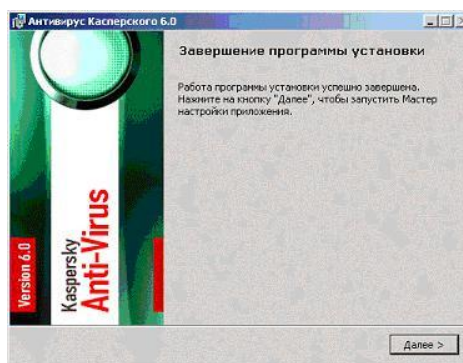 Антивирус Касперского 6.0
Завершение программы установки
Работа программы установки успешно завершена.
Нажмите на кнопку "Далее", чтобы запустить Мастер
настройки приложения.
Version 6.0
Kaspersky
Anti-Virus
Далее >